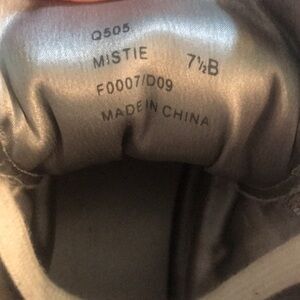 Q505
MISTIE 7½B
F0007/D09
MADE IN CHINA